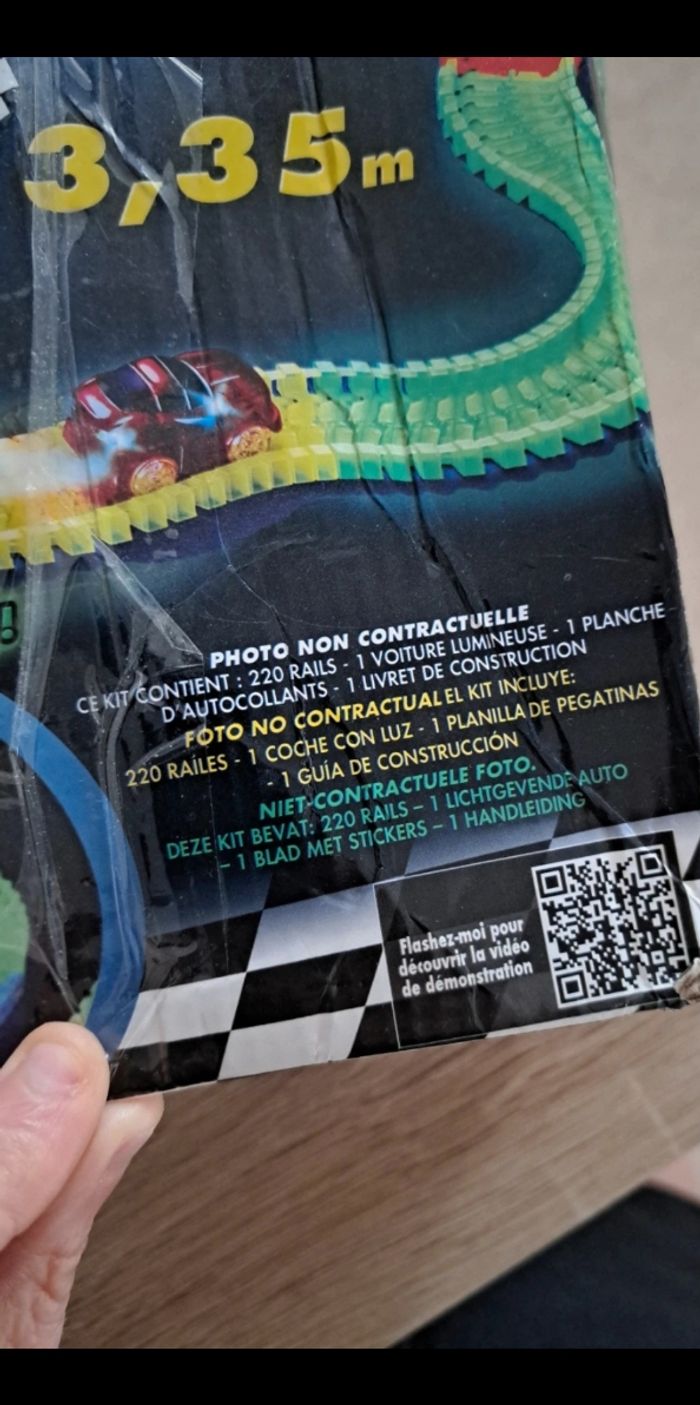 3,35m
PHOTO NON CONTRACTUELLE
CE KIT CONTIENT : 220 RAILS - 1 VOITURE LUMINEUSE - 1 PLANCHE
D'AUTOCOLLANTS - 1 LIVRET DE CONSTRUCTION
FOTO NO CONTRACTUAL EL KIT INCLUYE:
220 RAÍLES - 1 COCHE CON LUZ - 1 PLANILLA DE PEGATINAS
- 1 GUÍA DE CONSTRUCCIÓN
NIET-CONTRACTUELE FOTO.
DEZE KIT BEVAT: 220 RAILS – 1 LICHTGEVENDE AUTO
– 1 BLAD MET STICKERS – 1 HANDLEIDING
Flashez-moi pour
découvrir la vidéo
de démonstration